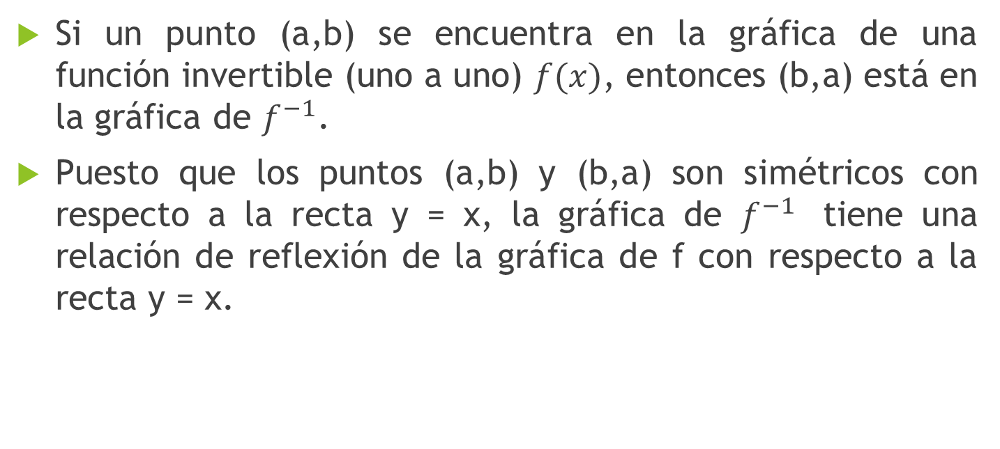 Si un punto (a,b) se encuentra en la gráfica de una
función invertible (uno a uno) 𝑓(𝑥), entonces (b,a) está en
la gráfica de 𝑓⁻¹.
Puesto que los puntos (a,b) y (b,a) son simétricos con
respecto a la recta y = x, la gráfica de 𝑓⁻¹ tiene una
relación de reflexión de la gráfica de f con respecto a la
recta y = x.